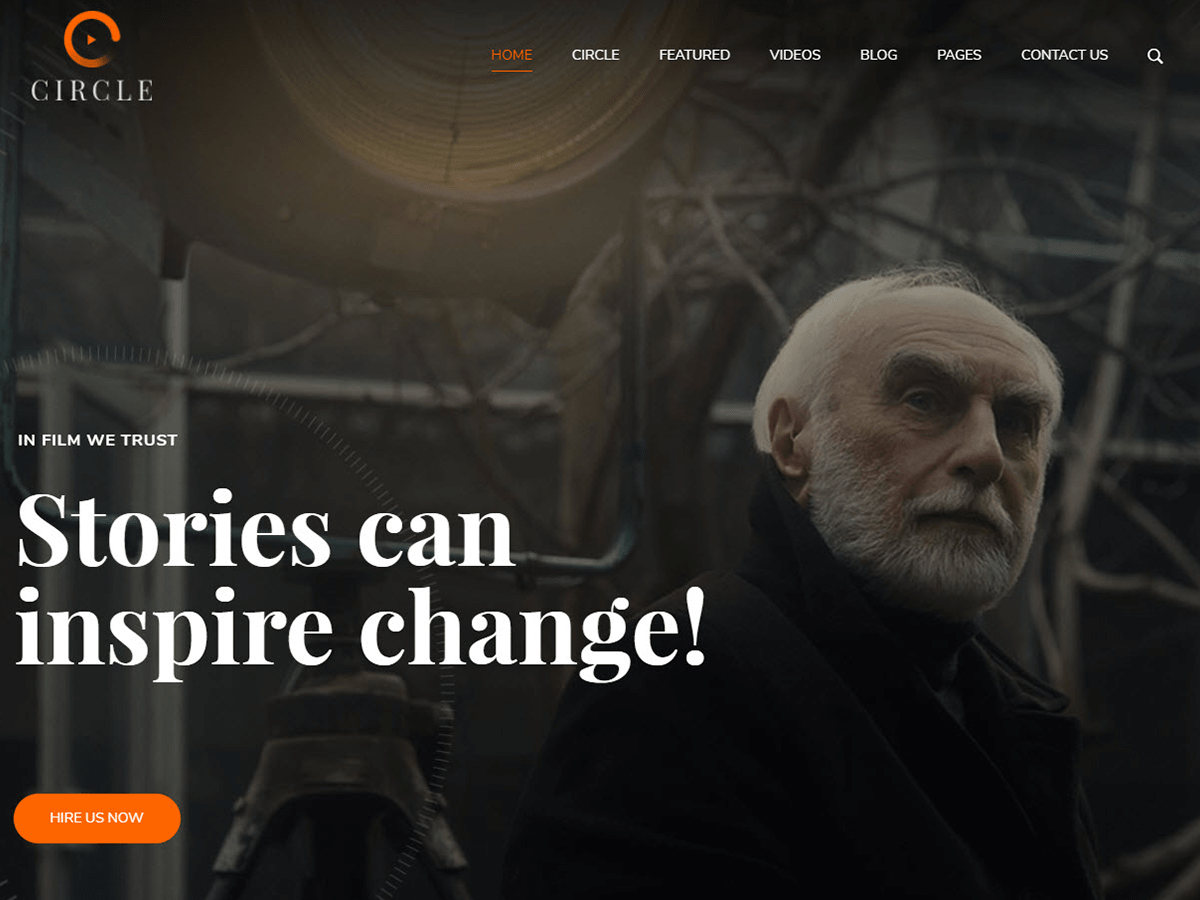 CIRCLE
HOME CIRCLE FEATURED VIDEOS BLOG PAGES CONTACT US
IN FILM WE TRUST
Stories can
inspire change!
HIRE US NOW